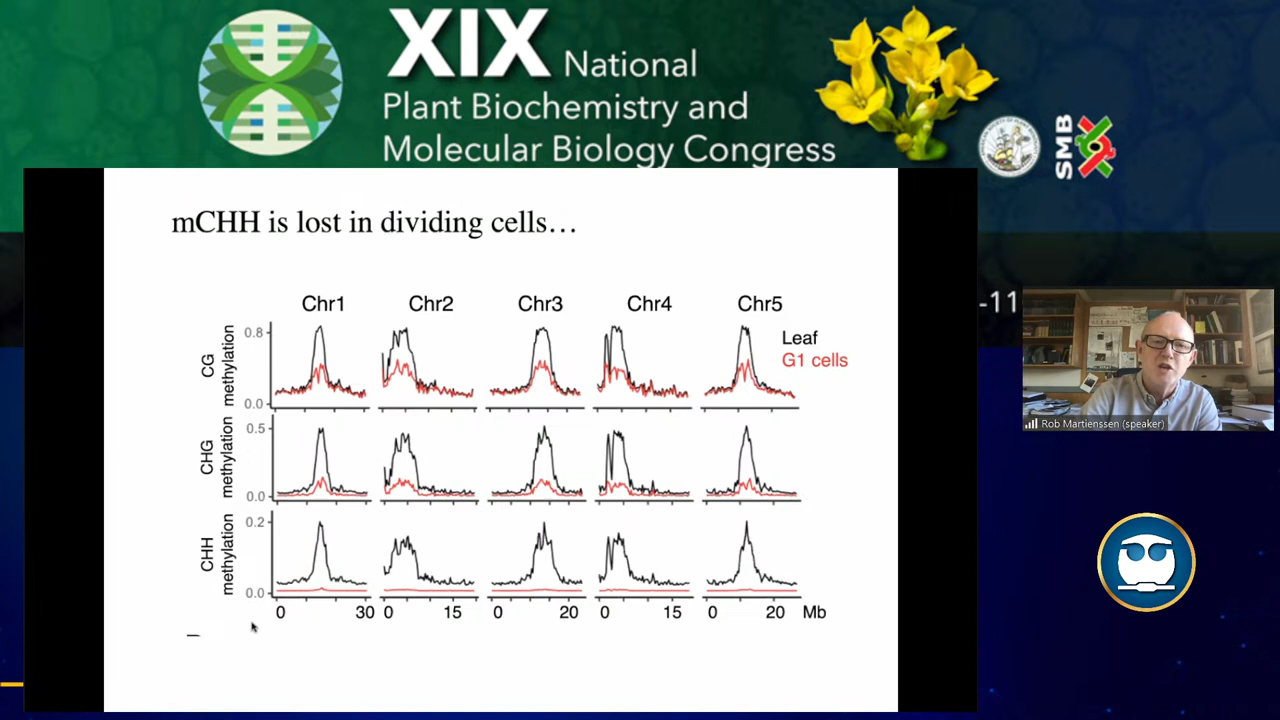 XIX National
Plant Biochemistry and
Molecular Biology Congress
SMB
mCHH is lost in dividing cells…
Chr1 Chr2 Chr3 Chr4 Chr5
CG methylation
0.8
0.0
Leaf
G1 cells
CHG methylation
0.5
0.0
CHH methylation
0.2
0.0
0 30 0 15 0 20 0 15 0 20 Mb
-11
Rob Martienssen (speaker)